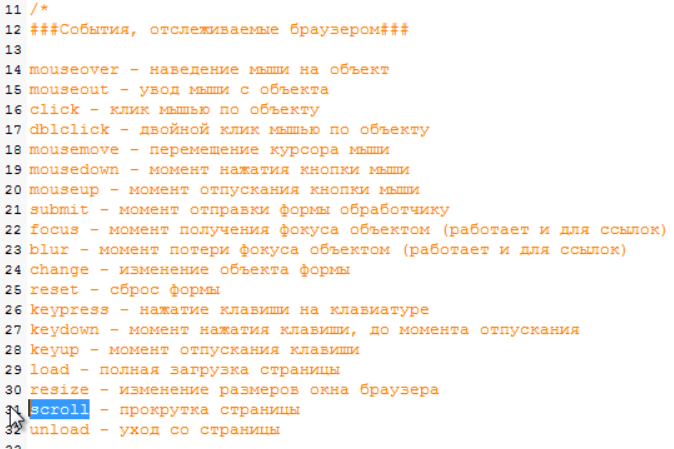 11 /*
12 ###События, отслеживаемые браузером###
13
14 mouseover - наведение мыши на объект
15 mouseout - увод мыши с объекта
16 click - клик мышью по объекту
17 dblclick - двойной клик мышью по объекту
18 mousemove - перемещение курсора мыши
19 mousedown - момент нажатия кнопки мыши
20 mouseup - момент отпускания кнопки мыши
21 submit - момент отправки формы обработчику
22 focus - момент получения фокуса объектом (работает и для ссылок)
23 blur - момент потери фокуса объектом (работает и для ссылок)
24 change - изменение объекта формы
25 reset - сброс формы
26 keypress - нажатие клавиши на клавиатуре
27 keydown - момент нажатия клавиши, до момента отпускания
28 keyup - момент отпускания клавиши
29 load - полная загрузка страницы
30 resize - изменение размеров окна браузера
31 scroll - прокрутка страницы
32 unload - уход со страницы